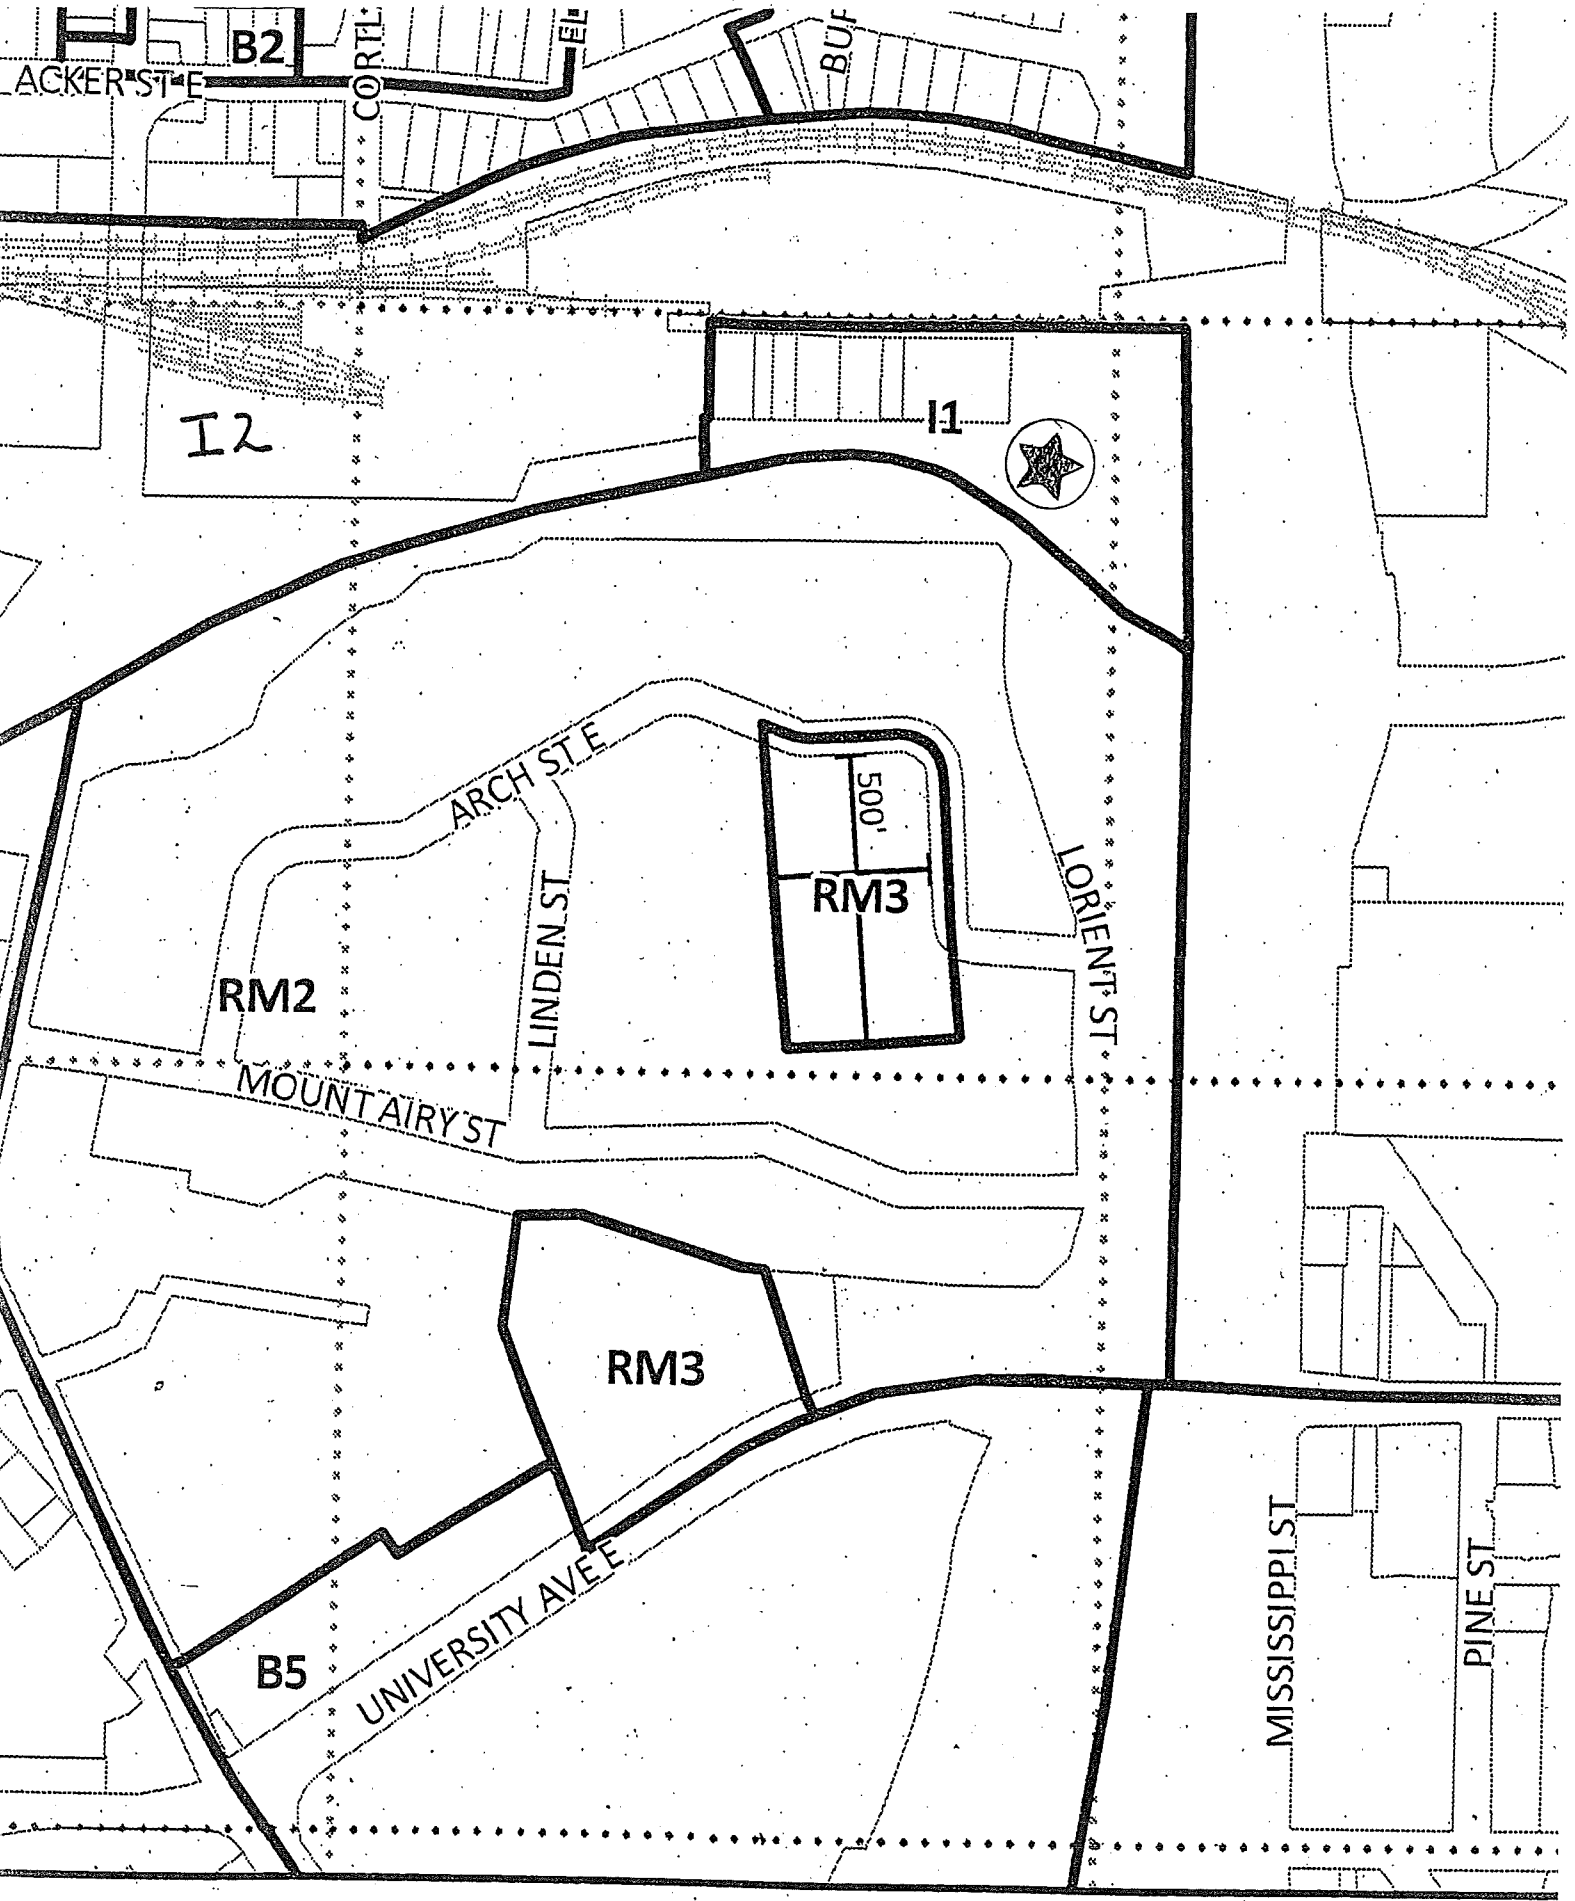 B2
CORTL
EL
BUF
ACKER ST E
I2
I1
ARCH ST E
500'
RM3
LORIENT ST
LINDEN ST
RM2
MOUNT AIRY ST
RM3
B5
UNIVERSITY AVE E
MISSISSIPPI ST
PINE ST